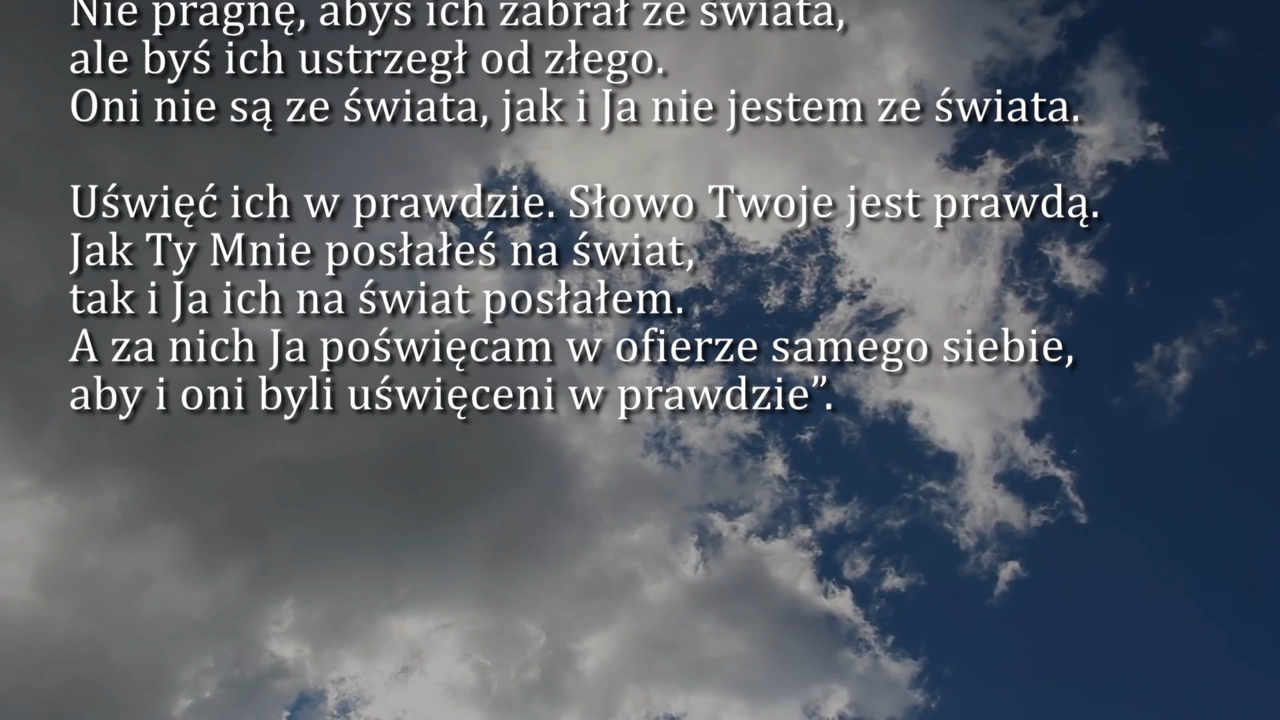 Nie pragnę, abyś ich zabrał ze świata,
ale byś ich ustrzegł od złego.
Oni nie są ze świata, jak i Ja nie jestem ze świata.
Uświęć ich w prawdzie. Słowo Twoje jest prawdą.
Jak Ty Mnie posłałeś na świat,
tak i Ja ich na świat posłałem.
A za nich Ja poświęcam w ofierze samego siebie,
aby i oni byli uświęceni w prawdzie”.